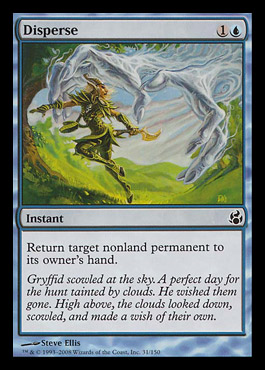 Disperse 1
Instant
Return target nonland permanent to
its owner's hand.
Gryffid scowled at the sky. A perfect day for
the hunt tainted by clouds. He wished them
gone. High above, the clouds looked down,
scowled, and made a wish of their own.
Steve Ellis
™ & © 1993-2008 Wizards of the Coast, Inc. 31/150